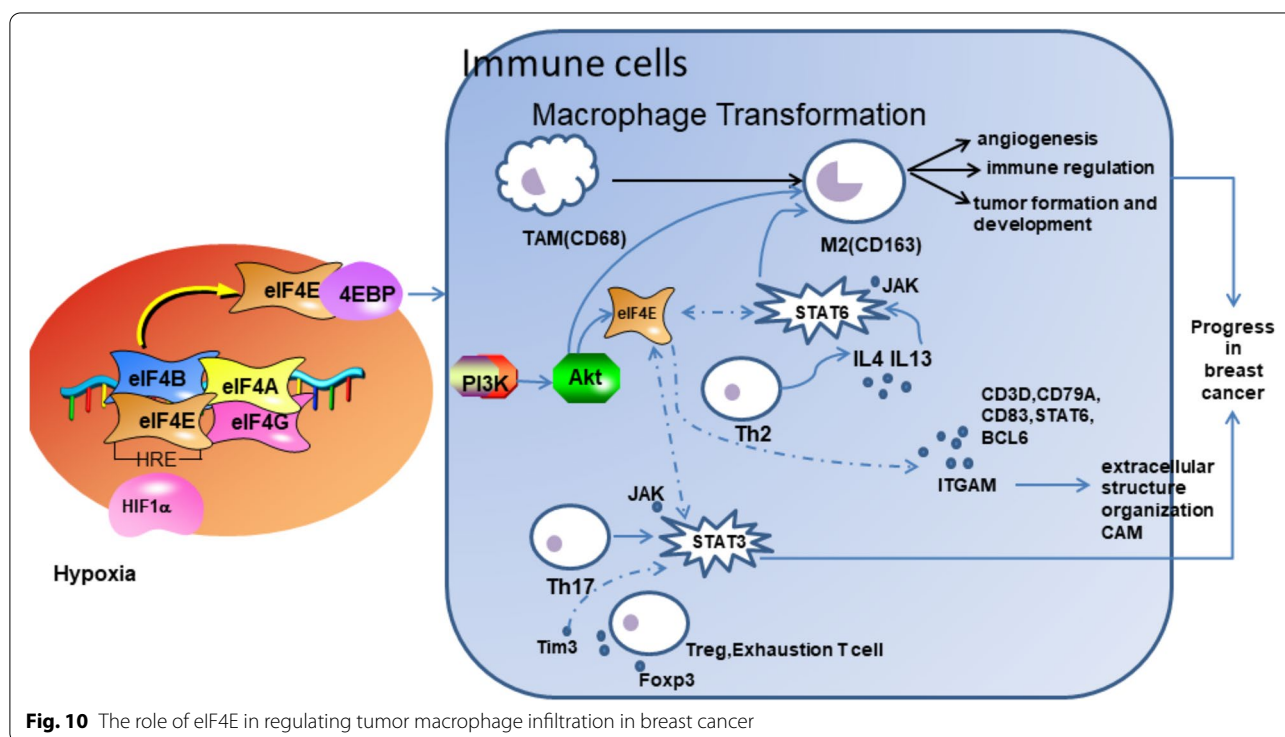 Immune cells
Macrophage Transformation
TAM(CD68)
M2(CD163)
angiogenesis
immune regulation
tumor formation and
development
eIF4E
4EBP
eIF4B
eIF4A
eIF4E
eIF4G
HRE
HIF1α
Hypoxia
PI3K
Akt
eIF4E
JAK
STAT6
IL4 IL13
Th2
CD3D,CD79A,
CD83,STAT6,
BCL6
ITGAM
extracellular
structure
organization
CAM
Progress
in
breast
cancer
JAK
STAT3
Th17
Tim3
Treg,Exhaustion T cell
Foxp3
Fig. 10 The role of eIF4E in regulating tumor macrophage infiltration in breast cancer